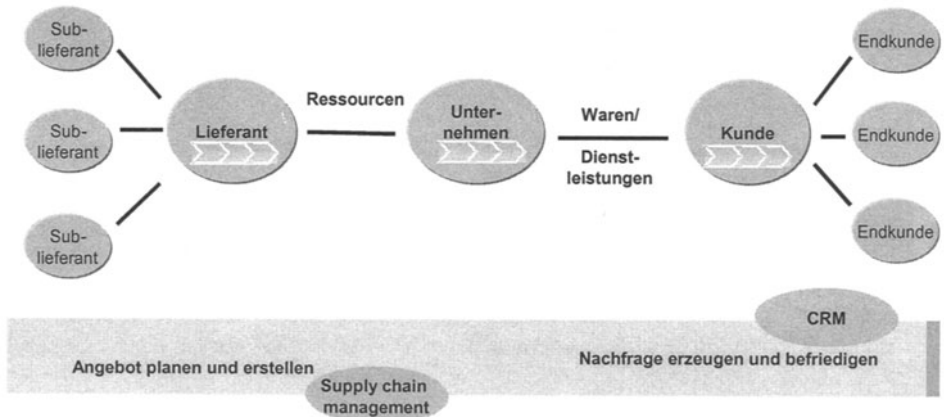 Sub-
lieferant
Sub-
lieferant
Sub-
lieferant
Lieferant
Ressourcen
Unter-
nehmen
Waren/
Dienst-
leistungen
Kunde
Endkunde
Endkunde
Endkunde
CRM
Angebot planen und erstellen
Nachfrage erzeugen und befriedigen
Supply chain
management